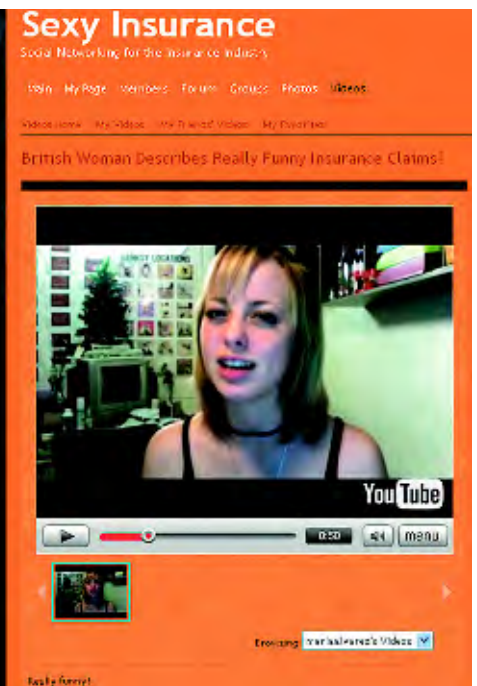 Sexy Insurance
Social Networking for the Insurance Industry
Main My Page Members Forum Groups Photos Videos
Videos Home My Videos My Friends' Videos My Favorites
British Woman Describes Really Funny Insurance Claims!
LOCATIONS
YouTube
0:50 menu
Browsing Videos
Really funny!